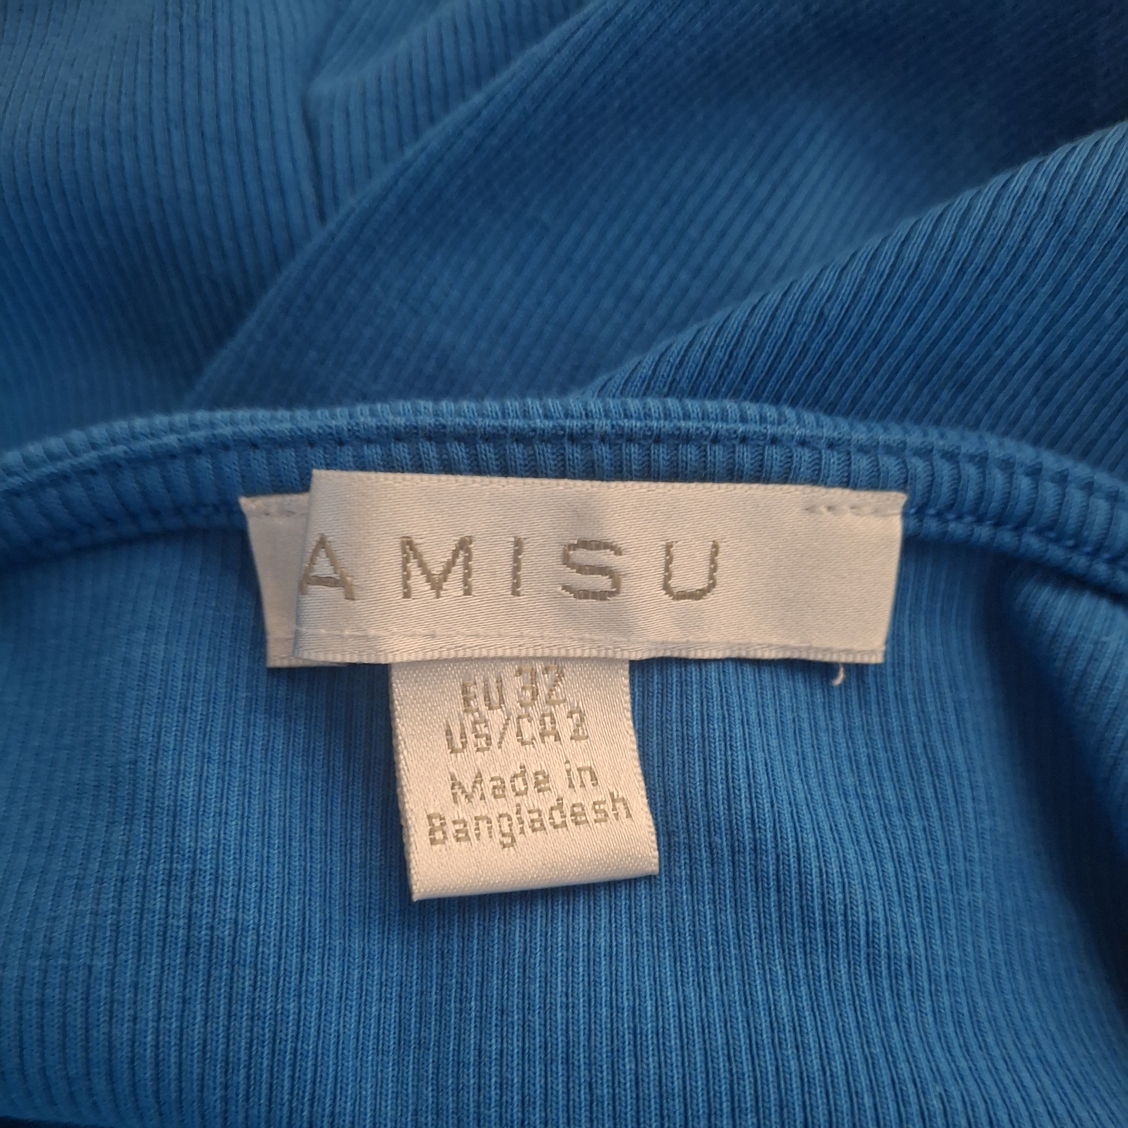 AMISU
EU 32
US/CA 2
Made in
Bangladesh